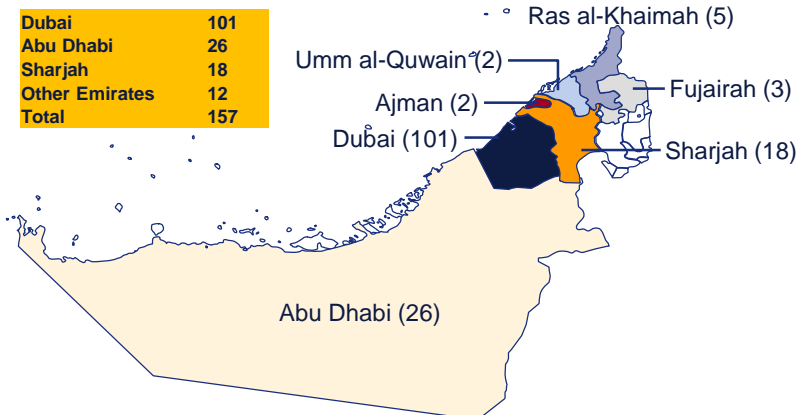 Dubai 101
Abu Dhabi 26
Sharjah 18
Other Emirates 12
Total 157
Ras al-Khaimah (5)
Umm al-Quwain (2)
Fujairah (3)
Ajman (2)
Dubai (101)
Sharjah (18)
Abu Dhabi (26)